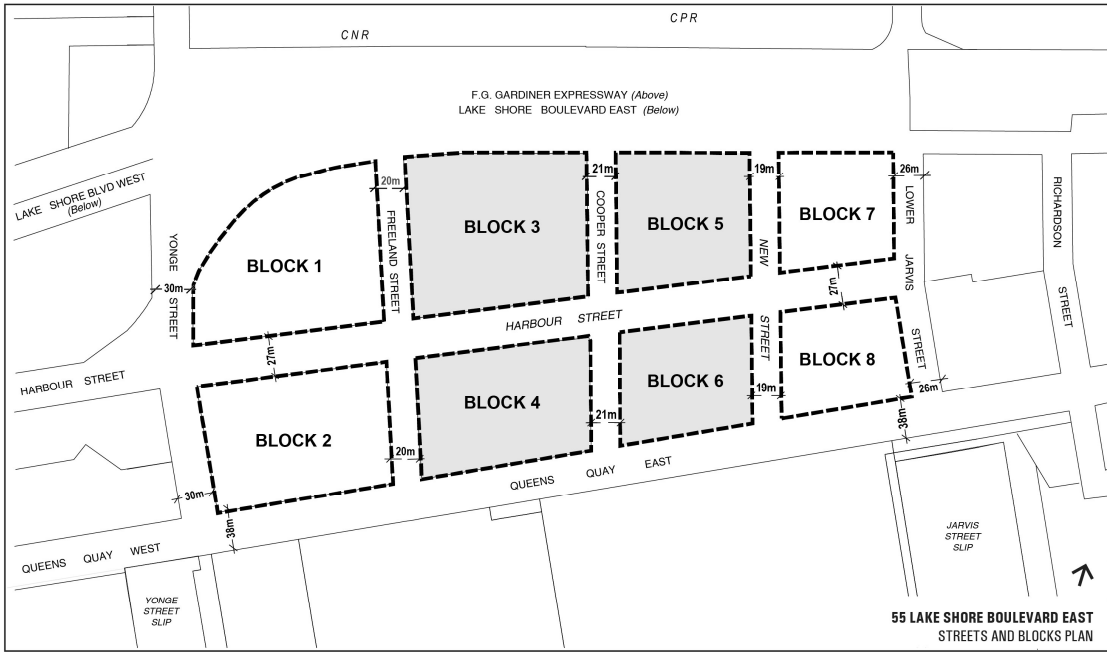 CNR
CPR
F.G. GARDINER EXPRESSWAY (Above)
LAKE SHORE BOULEVARD EAST (Below)
LAKE SHORE BLVD WEST
(Below)
YONGE
STREET
30m
BLOCK 1
20m
FREELAND STREET
BLOCK 3
21m
COOPER STREET
BLOCK 5
19m
NEW
STREET
BLOCK 7
26m
LOWER
JARVIS
STREET
RICHARDSON
STREET
27m
HARBOUR STREET
27m
HARBOUR STREET
BLOCK 2
20m
BLOCK 4
21m
BLOCK 6
19m
BLOCK 8
26m
38m
30m
38m
QUEENS QUAY EAST
QUEENS QUAY WEST
YONGE
STREET
SLIP
JARVIS
STREET
SLIP
55 LAKE SHORE BOULEVARD EAST
STREETS AND BLOCKS PLAN